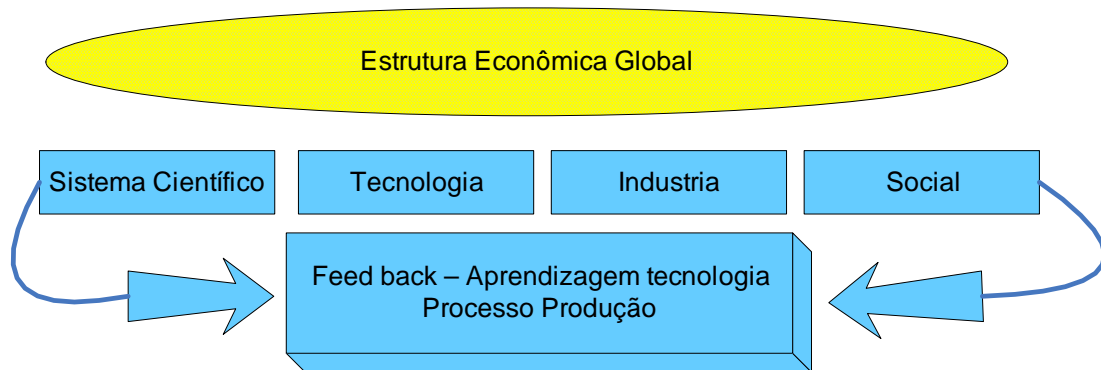 Estrutura Econômica Global
Sistema Científico
Tecnologia
Industria
Social
Feed back – Aprendizagem tecnologia
Processo Produção